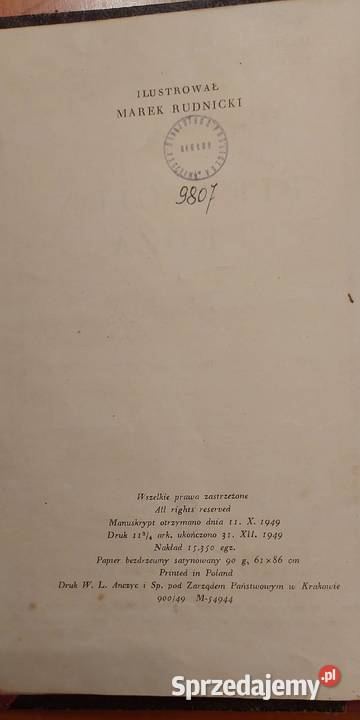 ILUSTROWAŁ
MAREK RUDNICKI
9807
Wszelkie prawa zastrzeżone
All rights reserved
Manuskrypt otrzymano dnia 11. X. 1949
Druk 11³/₄ ark. ukończono 31. XII. 1949
Nakład 15.350 egz.
Papier bezdrzewny satynowany 90 g, 61×86 cm
Printed in Poland
Druk W. L. Anczyc i Sp. pod Zarządem Państwowym w Krakowie
900/49 M-54944
Sprzedajemy.pl